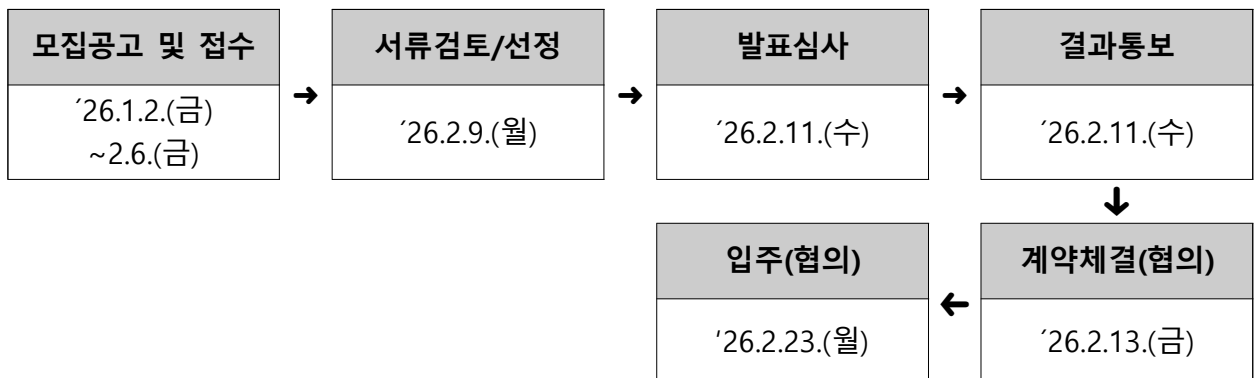 모집공고 및 접수
´26.1.2.(금)
~2.6.(금)
➜
서류검토/선정
´26.2.9.(월)
➜
발표심사
´26.2.11.(수)
➜
결과통보
´26.2.11.(수)
➜
계약체결(협의)
´26.2.13.(금)
➜
입주(협의)
'26.2.23.(월)